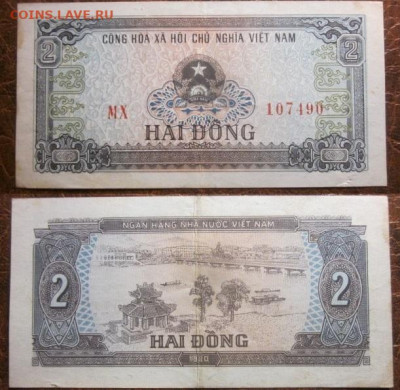 COINS.LAVE.RU
2 CỘNG HÒA XÃ HỘI CHỦ NGHĨA VIỆT NAM 2
MX 107490
HAI ĐỒNG
NGÂN HÀNG NHÀ NƯỚC VIỆT NAM
2 2
HAI ĐỒNG
1980